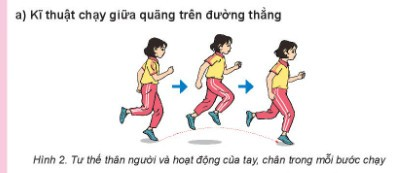 a) Kĩ thuật chạy giữa quãng trên đường thẳng
Hình 2. Tư thế thân người và hoạt động của tay, chân trong mỗi bước chạy